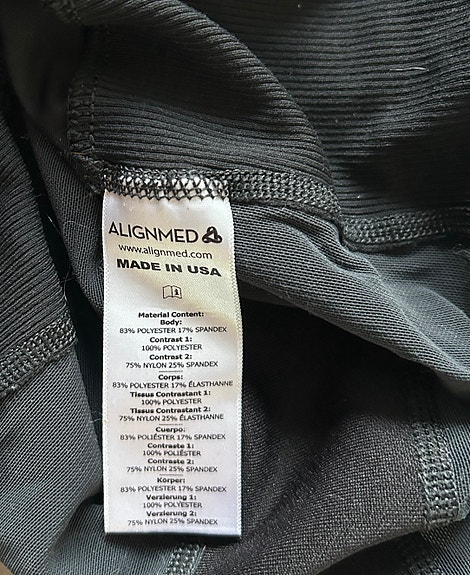 ALIGNMED
www.alignmed.com
MADE IN USA
Material Content:
Body:
83% POLYESTER 17% SPANDEX
Contrast 1:
100% POLYESTER
Contrast 2:
75% NYLON 25% SPANDEX
Corps:
83% POLYESTER 17% ÉLASTHANNE
Tissus Contrastant 1:
100% POLYESTER
Tissus Contrastant 2:
75% NYLON 25% ÉLASTHANNE
Cuerpo:
83% POLIÉSTER 17% SPANDEX
Contraste 1:
100% POLIÉSTER
Contraste 2:
75% NYLON 25% SPANDEX
Körper:
83% POLYESTER 17% SPANDEX
Verzierung 1:
100% POLYESTER
Verzierung 2:
75% NYLON 25% SPANDEX